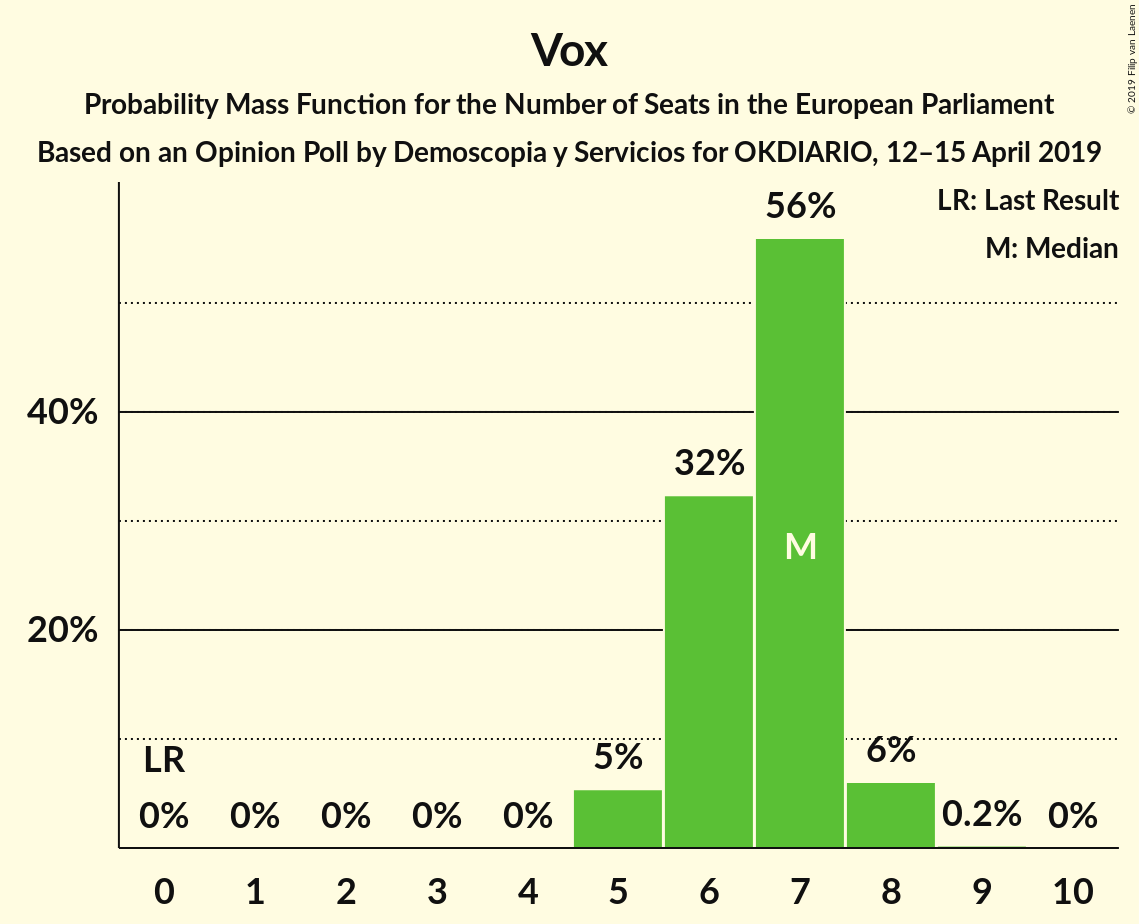 Vox
Probability Mass Function for the Number of Seats in the European Parliament
Based on an Opinion Poll by Demoscopia y Servicios for OKDIARIO, 12–15 April 2019
© 2019 Filip van Laenen
LR: Last Result
M: Median
56%
40%
32%
M
20%
LR
5%
6%
0% 0% 0% 0% 0% 0.2% 0%
0 1 2 3 4 5 6 7 8 9 10